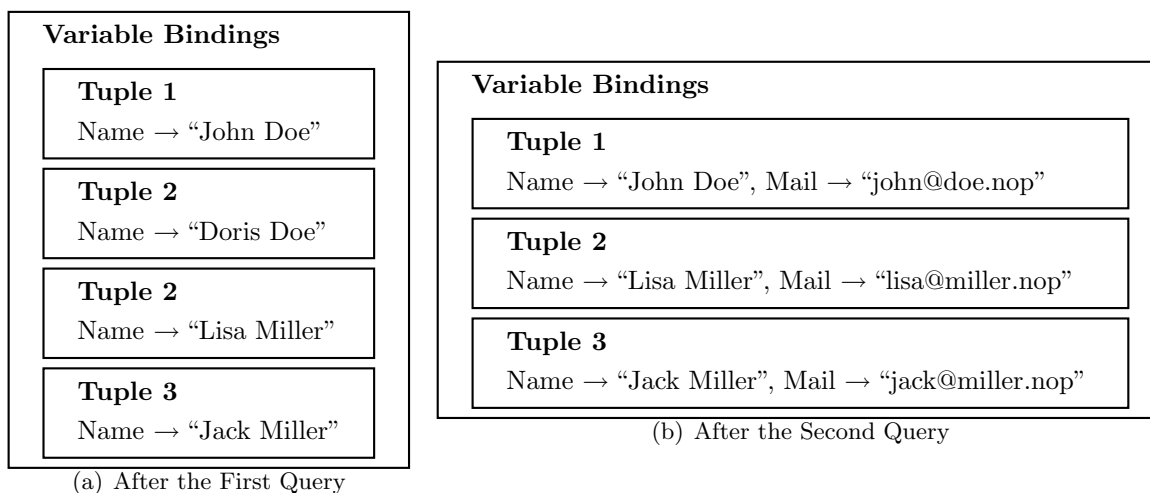 Variable Bindings
Tuple 1
Name → “John Doe”
Tuple 2
Name → “Doris Doe”
Tuple 2
Name → “Lisa Miller”
Tuple 3
Name → “Jack Miller”
(a) After the First Query
Variable Bindings
Tuple 1
Name → “John Doe”, Mail → “john@doe.nop”
Tuple 2
Name → “Lisa Miller”, Mail → “lisa@miller.nop”
Tuple 3
Name → “Jack Miller”, Mail → “jack@miller.nop”
(b) After the Second Query